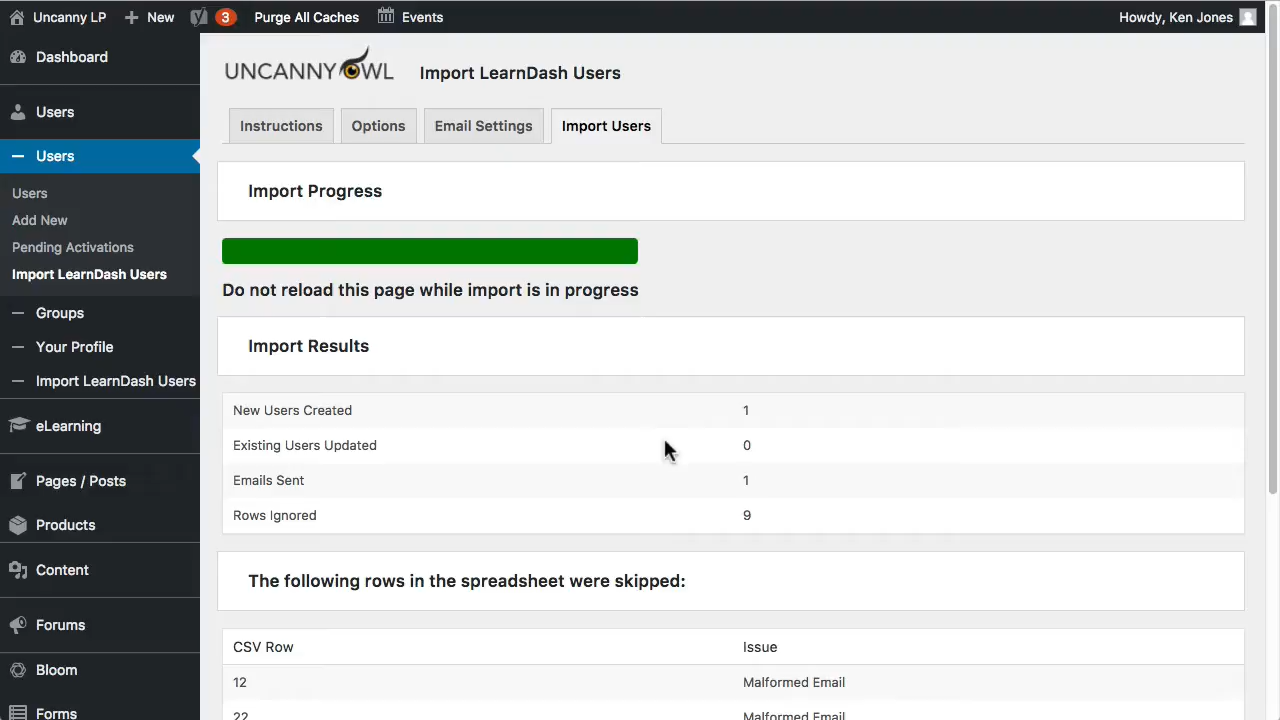 Uncanny LP
New
3
Purge All Caches
Events
Howdy, Ken Jones
Dashboard
Users
Users
Users
Add New
Pending Activations
Import LearnDash Users
Groups
Your Profile
Import LearnDash Users
eLearning
Pages / Posts
Products
Content
Forums
Bloom
Forms
UNCANNY OWL
Import LearnDash Users
Instructions
Options
Email Settings
Import Users
Import Progress
Do not reload this page while import is in progress
Import Results
New Users Created 1
Existing Users Updated 0
Emails Sent 1
Rows Ignored 9
The following rows in the spreadsheet were skipped:
CSV Row Issue
12 Malformed Email
22 Malformed Email